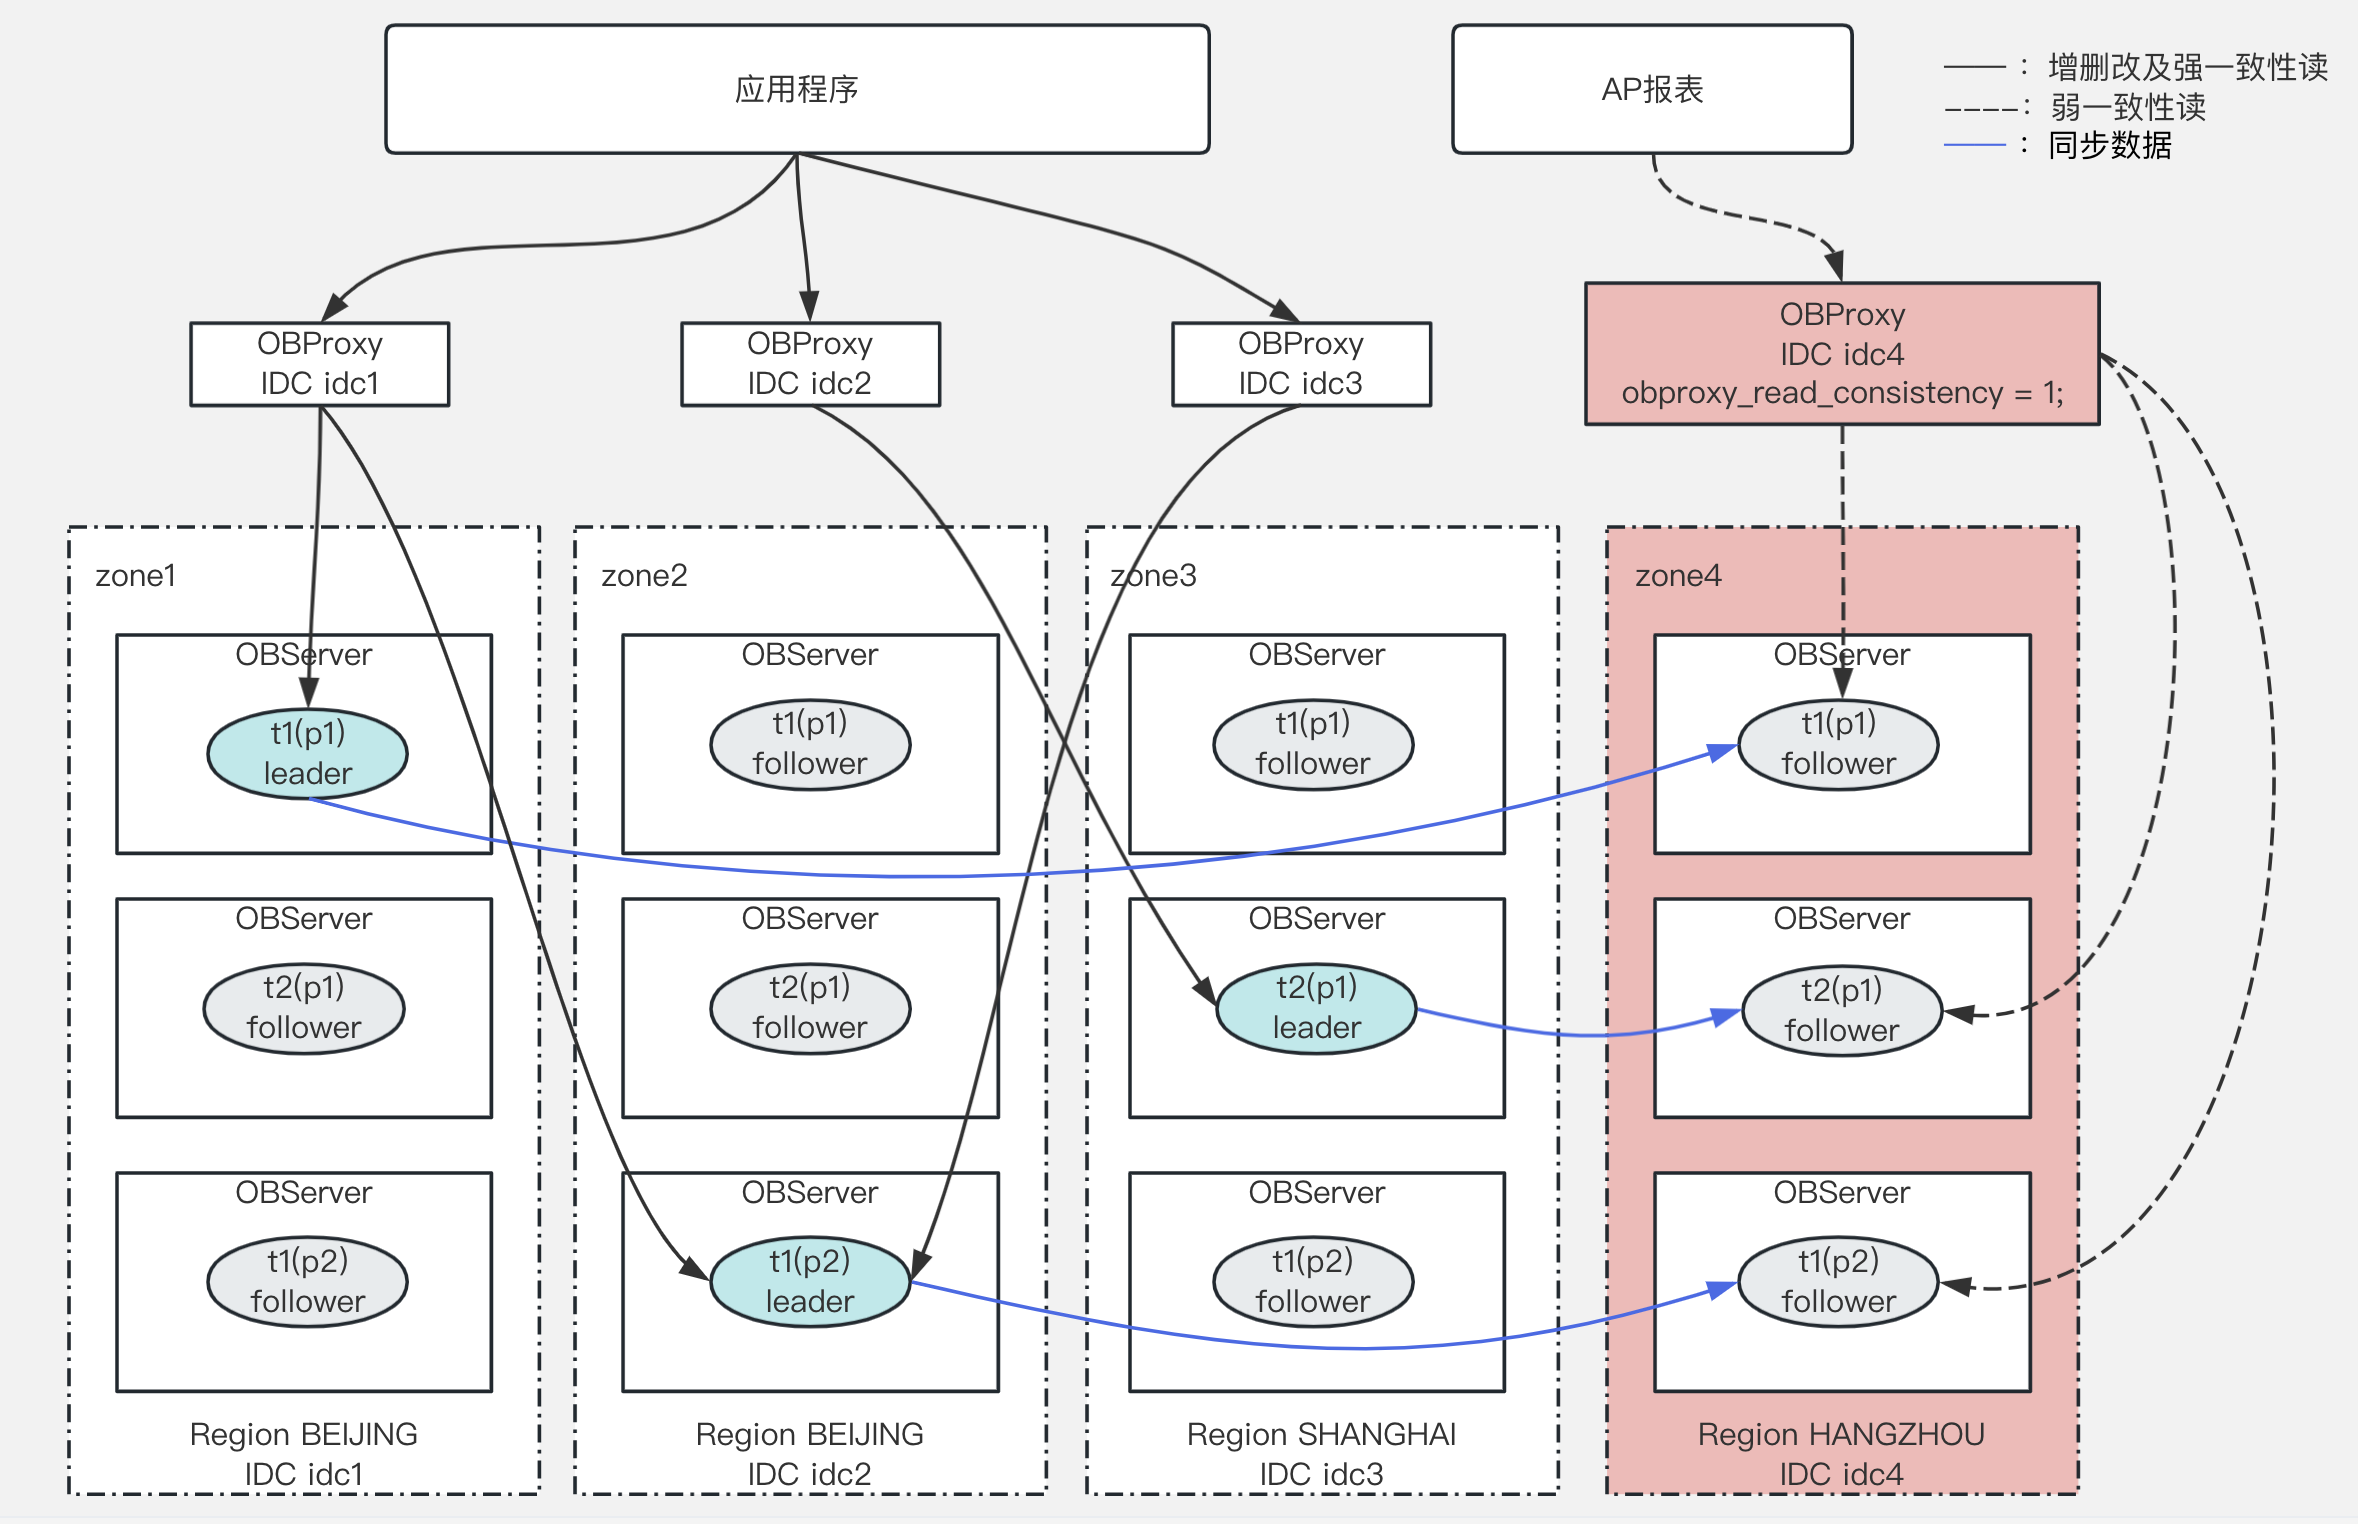 应用程序
AP报表
———： 增删改及强一致性读
-----： 弱一致性读
———： 同步数据
OBProxy
IDC idc1
OBProxy
IDC idc2
OBProxy
IDC idc3
OBProxy
IDC idc4
obproxy_read_consistency = 1;
zone1
OBServer
t1(p1)
leader
OBServer
t2(p1)
follower
OBServer
t1(p2)
follower
Region BEIJING
IDC idc1
zone2
OBServer
t1(p1)
follower
OBServer
t2(p1)
follower
OBServer
t1(p2)
leader
Region BEIJING
IDC idc2
zone3
OBServer
t1(p1)
follower
OBServer
t2(p1)
leader
OBServer
t1(p2)
follower
Region SHANGHAI
IDC idc3
zone4
OBServer
t1(p1)
follower
OBServer
t2(p1)
follower
OBServer
t1(p2)
follower
Region HANGZHOU
IDC idc4